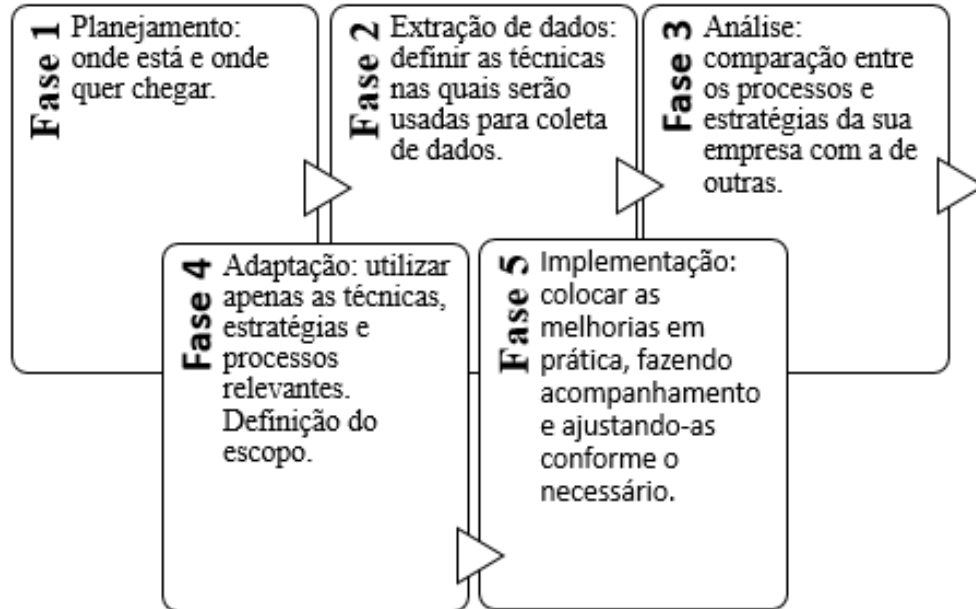 Fase 1
Planejamento:
onde está e onde
quer chegar.
Fase 2
Extração de dados:
definir as técnicas
nas quais serão
usadas para coleta
de dados.
Fase 3
Análise:
comparação entre
os processos e
estratégias da sua
empresa com a de
outras.
Fase 4
Adaptação: utilizar
apenas as técnicas,
estratégias e
processos
relevantes.
Definição do
escopo.
Fase 5
Implementação:
colocar as
melhorias em
prática, fazendo
acompanhamento
e ajustando-as
conforme o
necessário.